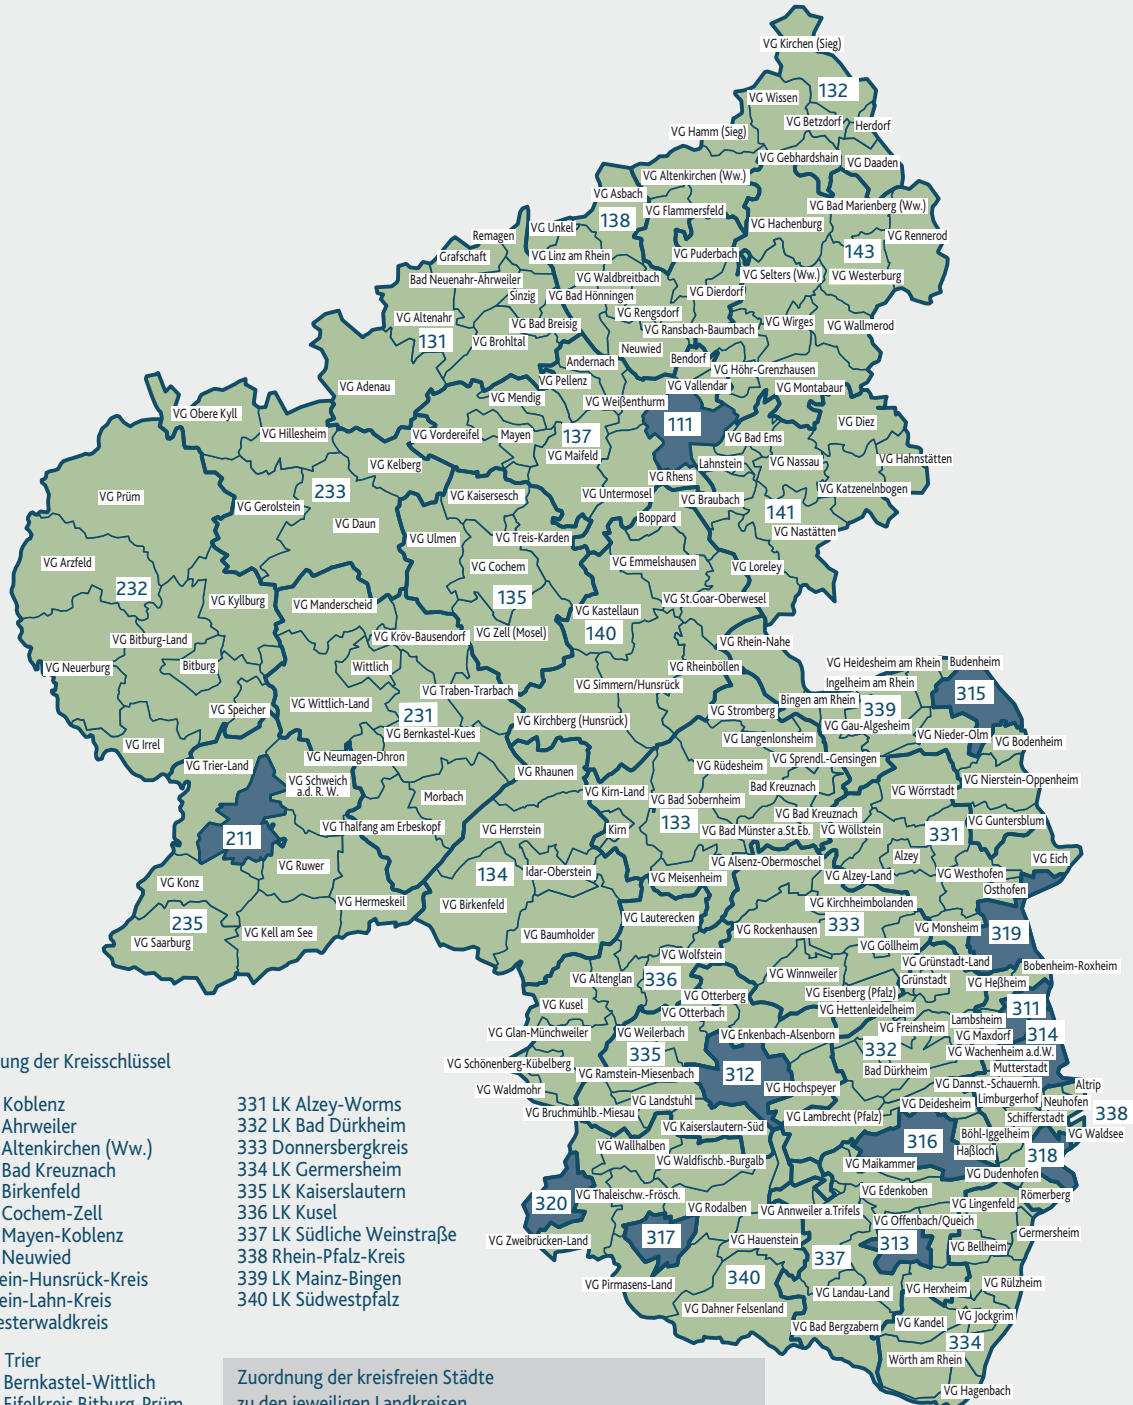 VG Kirchen (Sieg)
132
VG Wissen
VG Betzdorf
Herdorf
VG Hamm (Sieg)
VG Gebhardshain
VG Daaden
VG Altenkirchen (Ww.)
VG Asbach
VG Flammersfeld
VG Bad Marienberg (Ww.)
138
VG Unkel
VG Hachenburg
Remagen
VG Rennerod
143
Grafschaft
VG Linz am Rhein
VG Puderbach
Bad Neuenahr-Ahrweiler
VG Waldbreitbach
VG Selters (Ww.)
VG Westerburg
Sinzig
VG Bad Hönningen
VG Dierdorf
VG Altenahr
VG Bad Breisig
VG Rengsdorf
VG Ransbach-Baumbach
VG Wirges
VG Wallmerod
131
VG Brohltal
Neuwied
Andernach
Bendorf
VG Höhr-Grenzhausen
VG Adenau
VG Pellenz
VG Vallendar
VG Montabaur
VG Mendig
VG Weißenthurm
VG Obere Kyll
111
VG Diez
VG Hillesheim
VG Vordereifel
Mayen
137
VG Bad Ems
VG Maifeld
VG Kelberg
Lahnstein
VG Nassau
VG Hahnstätten
VG Rhens
233
VG Prüm
VG Kaisersesch
VG Untermosel
VG Braubach
VG Katzenelnbogen
VG Gerolstein
141
VG Daun
Boppard
VG Nastätten
VG Ulmen
VG Treis-Karden
VG Arzfeld
VG Cochem
VG Emmelshausen
VG Loreley
232
135
VG Kyllburg
VG Manderscheid
VG St.Goar-Oberwesel
VG Kastellaun
140
VG Bitburg-Land
VG Kröv-Bausendorf
VG Zell (Mosel)
VG Rhein-Nahe
VG Neuerburg
Bitburg
Wittlich
VG Rheinböllen
VG Heidesheim am Rhein
Budenheim
VG Traben-Trarbach
VG Simmern/Hunsrück
Ingelheim am Rhein
315
VG Speicher
VG Wittlich-Land
231
Bingen am Rhein
339
VG Stromberg
VG Kirchberg (Hunsrück)
VG Gau-Algesheim
VG Bernkastel-Kues
VG Langenlonsheim
VG Nieder-Olm
VG Bodenheim
VG Irrel
VG Neumagen-Dhron
VG Sprendl.-Gensingen
VG Trier-Land
VG Rhaunen
VG Rüdesheim
VG Schweich
a.d. R. W.
VG Nierstein-Oppenheim
Morbach
VG Kirn-Land
VG Bad Sobernheim
Bad Kreuznach
VG Wörrstadt
VG Bad Kreuznach
133
VG Guntersblum
VG Thalfang am Erbeskopf
VG Herrstein
Kirn
VG Bad Münster a.St.Eb.
VG Wöllstein
331
211
VG Ruwer
Alzey
VG Eich
VG Alsenz-Obermoschel
134
Idar-Oberstein
VG Meisenheim
VG Alzey-Land
VG Westhofen
VG Konz
Osthofen
VG Hermeskeil
VG Birkenfeld
VG Kirchheimbolanden
235
VG Lauterecken
333
VG Rockenhausen
VG Monsheim
319
VG Saarburg
VG Kell am See
VG Baumholder
VG Göllheim
VG Wolfstein
VG Grünstadt-Land
Bobenheim-Roxheim
VG Altenglan
336
VG Winnweiler
Grünstadt
VG Heßheim
VG Kusel
VG Otterberg
VG Eisenberg (Pfalz)
311
VG Otterbach
VG Hettenleidelheim
VG Glan-Münchweiler
VG Weilerbach
VG Enkenbach-Alsenborn
VG Freinsheim
Lambsheim
VG Maxdorf
314
335
332
VG Wachenheim a.d.W.
VG Schönenberg-Kübelberg
VG Ramstein-Miesenbach
312
Bad Dürkheim
Mutterstadt
VG Waldmohr
VG Hochspeyer
VG Dannst.-Schauernh.
Altrip
VG Landstuhl
VG Deidesheim
Limburgerhof
Neuhofen
VG Bruchmühlb.-Miesau
VG Lambrecht (Pfalz)
Schifferstadt
338
VG Kaiserslautern-Süd
316
Böhl-Iggelheim
VG Waldsee
VG Wallhalben
Haßloch
318
VG Waldfischb.-Burgalb
VG Maikammer
VG Dudenhofen
VG Thaleischw.-Frösch.
VG Edenkoben
Römerberg
320
VG Rodalben
VG Annweiler a.Trifels
VG Lingenfeld
VG Offenbach/Queich
Germersheim
VG Zweibrücken-Land
317
VG Hauenstein
313
VG Bellheim
337
VG Pirmasens-Land
340
VG Herxheim
VG Rülzheim
VG Landau-Land
VG Dahner Felsenland
VG Jockgrim
VG Bad Bergzabern
VG Kandel
334
Wörth am Rhein
VG Hagenbach
ung der Kreisschlüssel
Koblenz
Ahrweiler
Altenkirchen (Ww.)
Bad Kreuznach
Birkenfeld
Cochem-Zell
Mayen-Koblenz
Neuwied
ein-Hunsrück-Kreis
ein-Lahn-Kreis
esterwaldkreis
Trier
Bernkastel-Wittlich
Eifelkreis Bitburg-Prüm
331 LK Alzey-Worms
332 LK Bad Dürkheim
333 Donnersbergkreis
334 LK Germersheim
335 LK Kaiserslautern
336 LK Kusel
337 LK Südliche Weinstraße
338 Rhein-Pfalz-Kreis
339 LK Mainz-Bingen
340 LK Südwestpfalz
Zuordnung der kreisfreien Städte
zu den jeweiligen Landkreisen